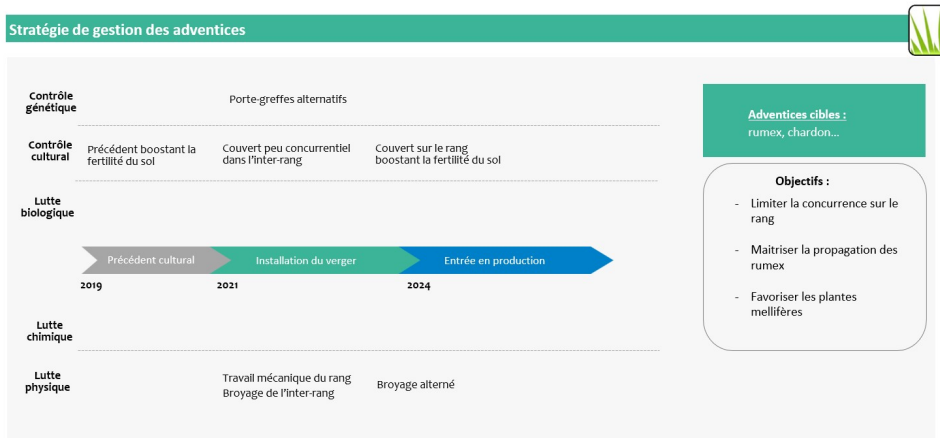 Stratégie de gestion des adventices
Contrôle
génétique
Porte-greffes alternatifs
Contrôle
cultural
Précédent boostant la
fertilité du sol
Couvert peu concurrentiel
dans l'inter-rang
Couvert sur le rang
boostant la fertilité du sol
Lutte
biologique
Précédent cultural
Installation du verger
Entrée en production
2019
2021
2024
Lutte
chimique
Lutte
physique
Travail mécanique du rang
Broyage de l'inter-rang
Broyage alterné
Adventices cibles :
rumex, chardon...
Objectifs :
- Limiter la concurrence sur le
rang
- Maitriser la propagation des
rumex
- Favoriser les plantes
mellifères